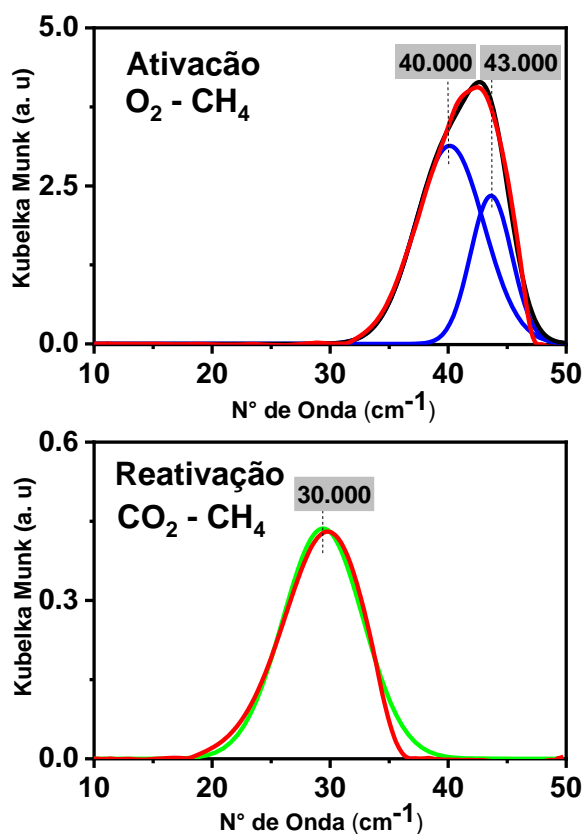 5.0
Ativacão
O₂ - CH₄
40.000 43.000
2.5
0.0
10 20 30 40 50
Kubelka Munk (a. u)
N° de Onda (cm⁻¹)
0.6
Reativação
CO₂ - CH₄
30.000
0.3
0.0
10 20 30 40 50
Kubelka Munk (a. u)
N° de Onda (cm⁻¹)